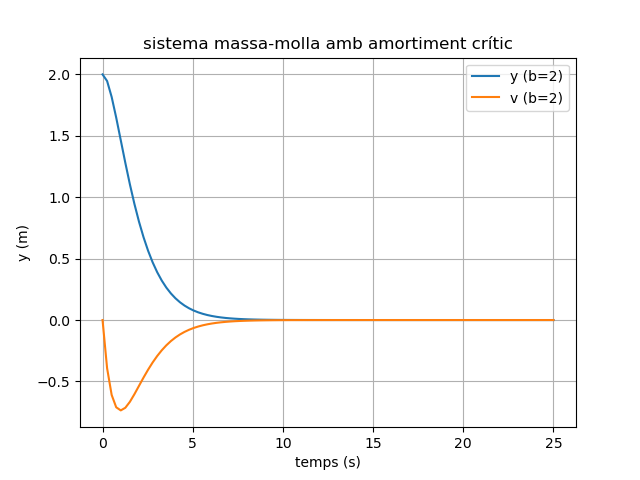 sistema massa-molla amb amortiment crític
y (b=2)
v (b=2)
2.0
1.5
1.0
0.5
0.0
−0.5
y (m)
0 5 10 15 20 25
temps (s)